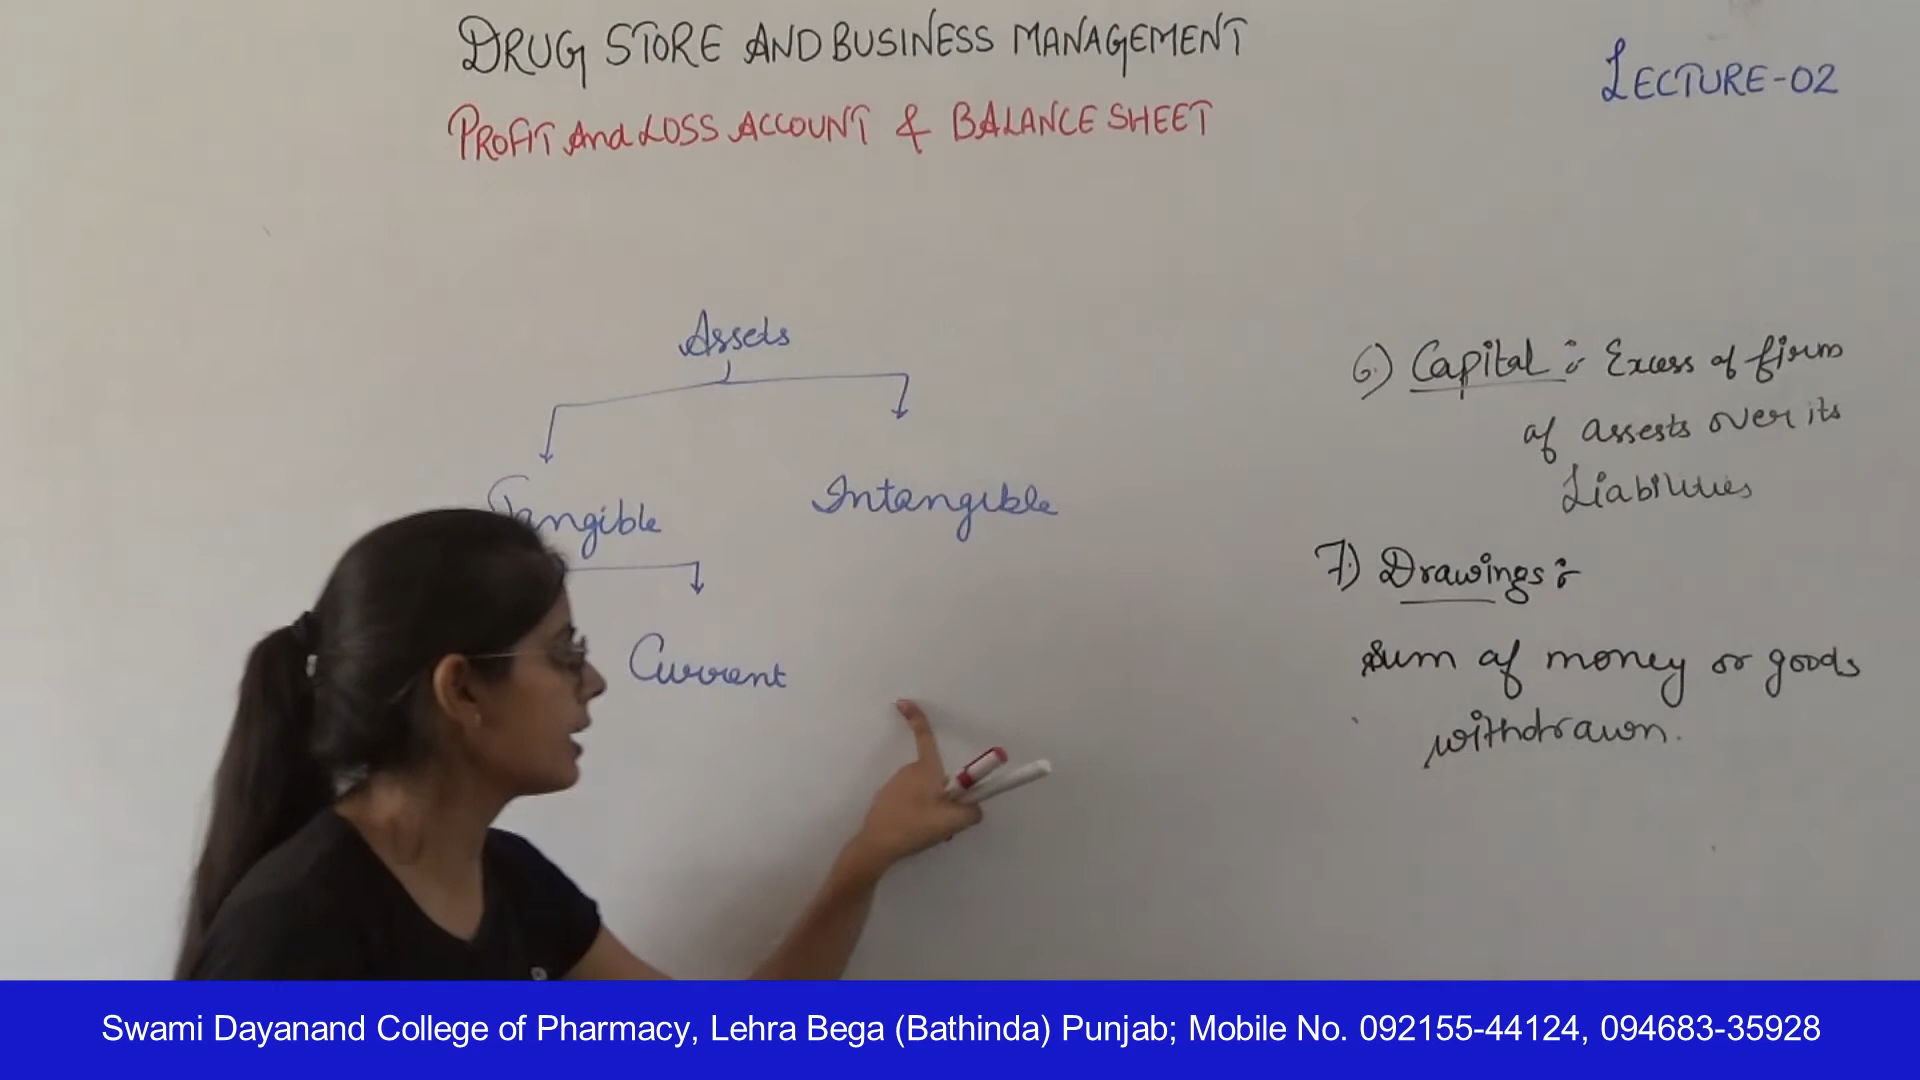 DRUG STORE AND BUSINESS MANAGEMENT
LECTURE-02
PROFIT And LOSS ACCOUNT & BALANCE SHEET
Assets
Tangible
Intangible
Current
6) Capital :- Excess of firm
of assests over its
Liabilities
7) Drawings :-
Sum of money or goods
withdrawn.
Swami Dayanand College of Pharmacy, Lehra Bega (Bathinda) Punjab; Mobile No. 092155-44124, 094683-35928